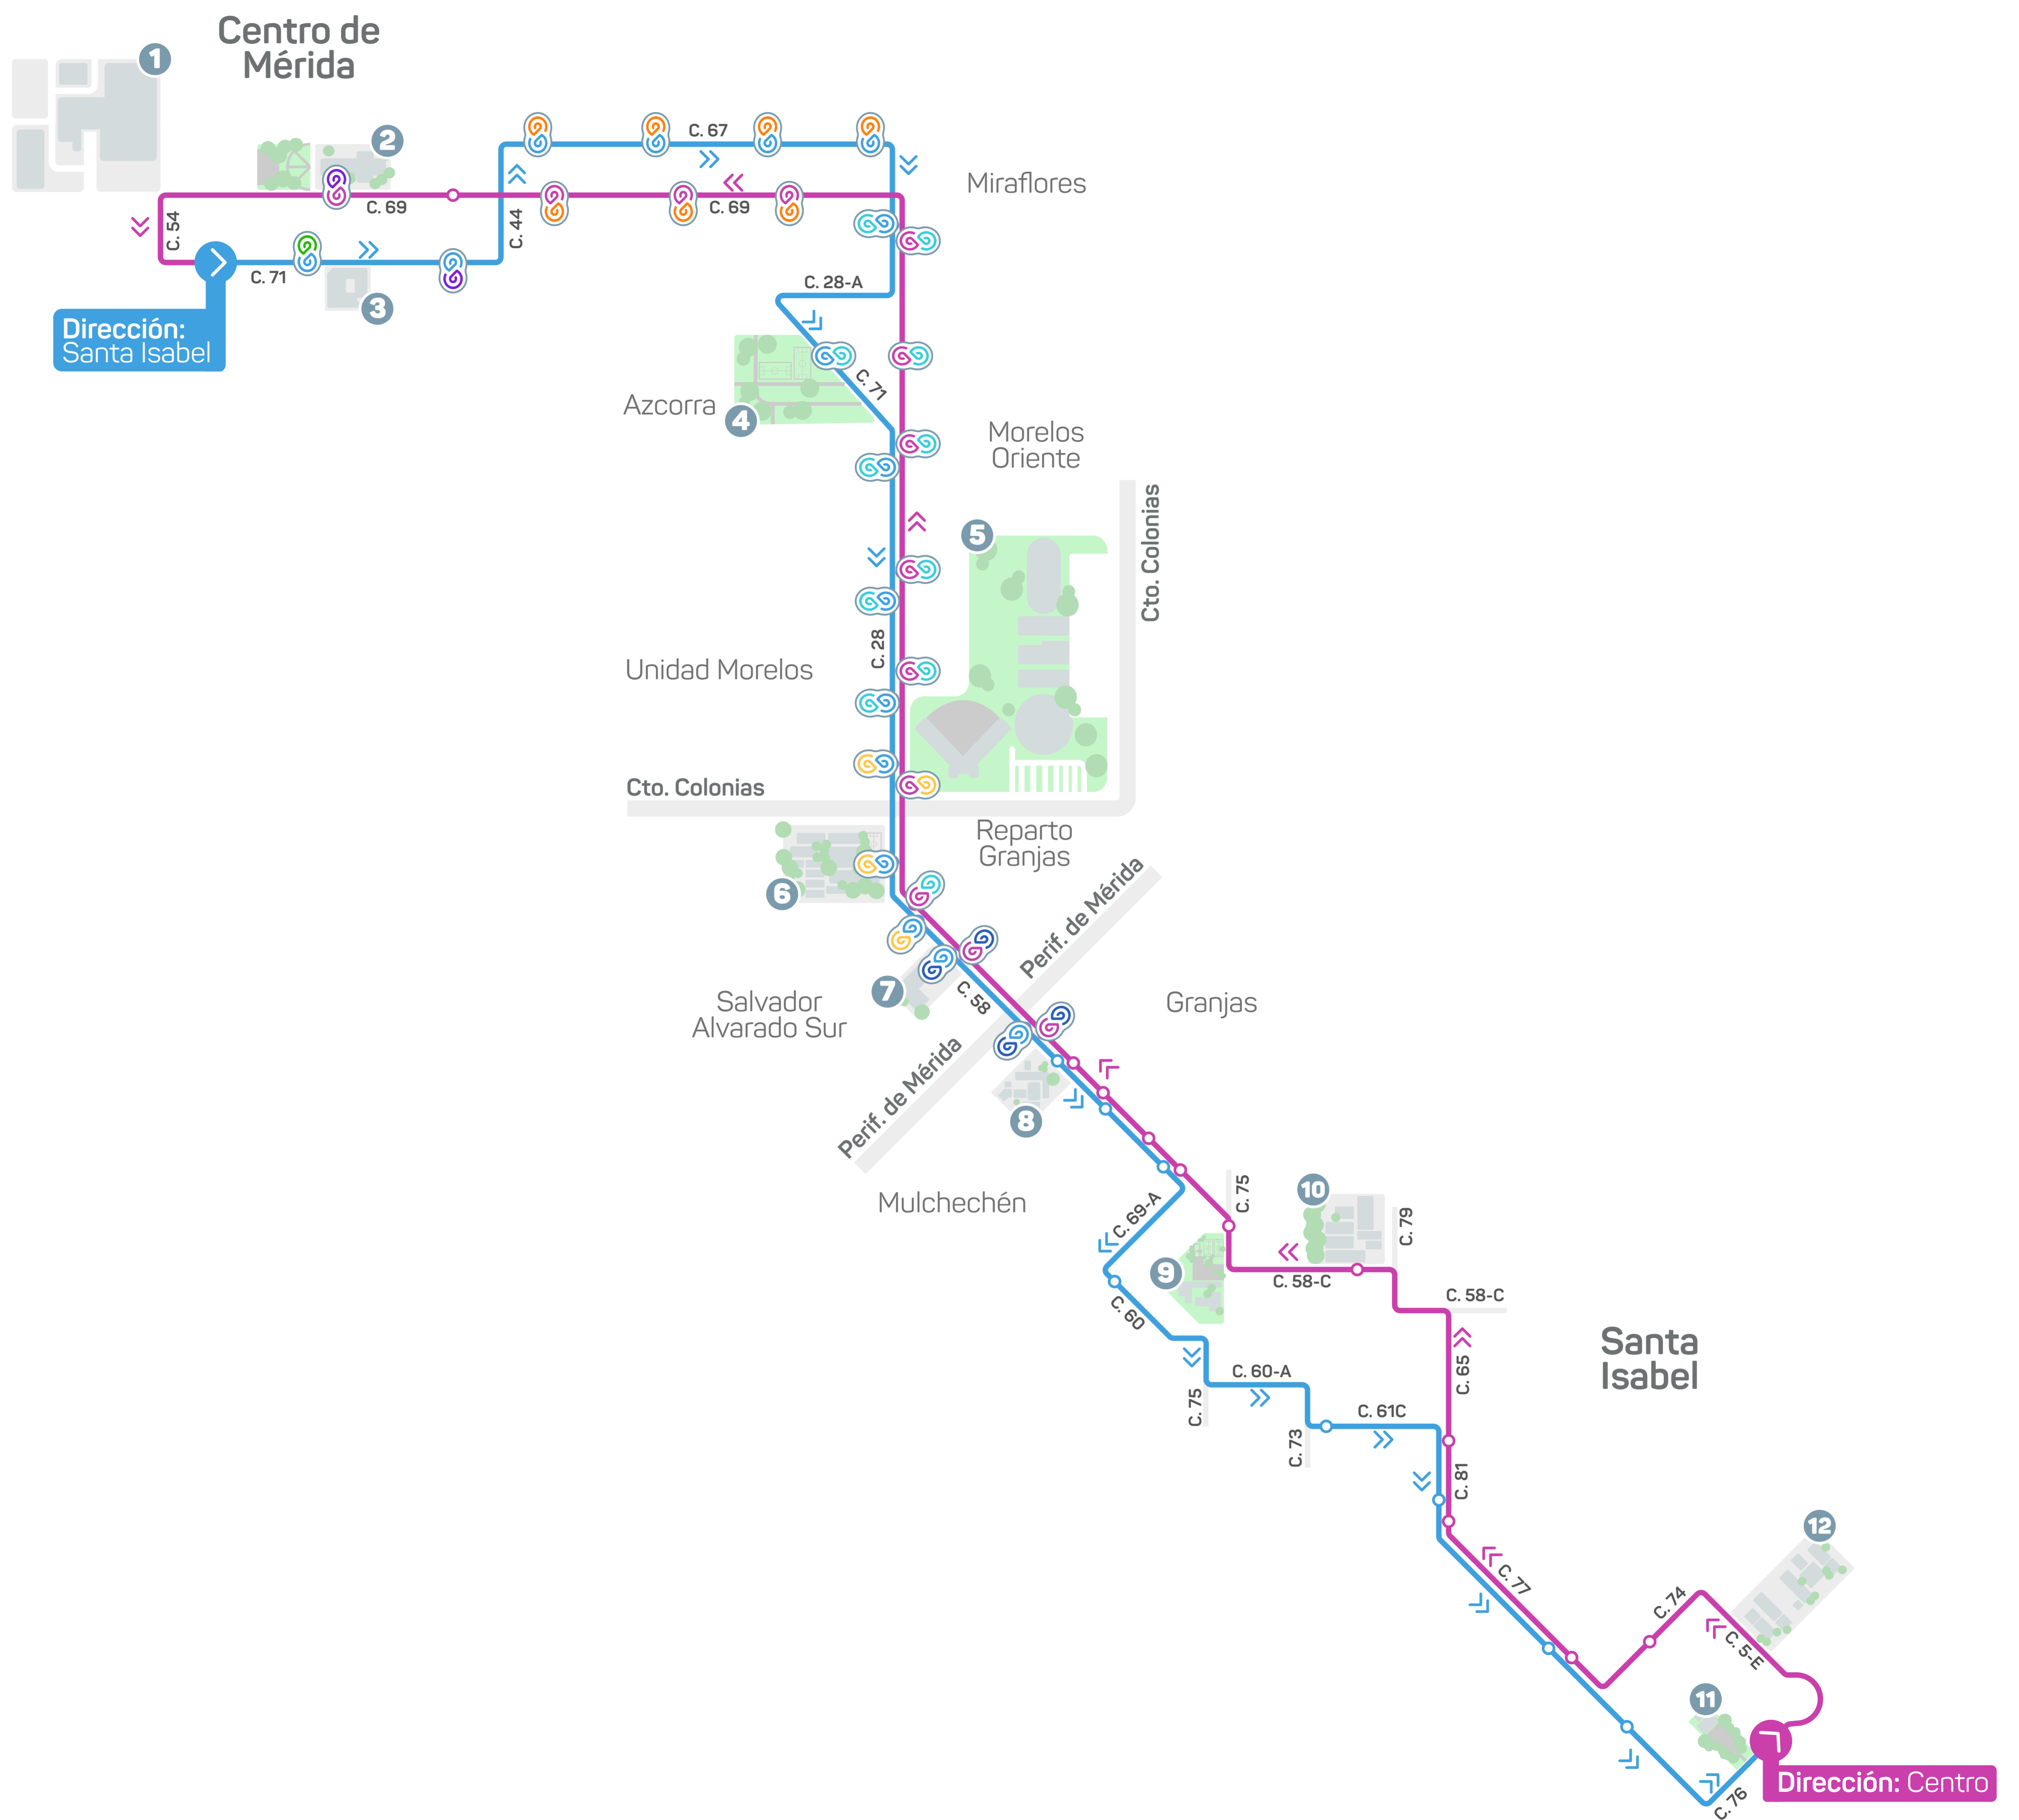 Centro de
Mérida
1
2
C. 67
Miraflores
C. 69
C. 69
C. 54
C. 44
C. 71
3
C. 28-A
Dirección:
Santa Isabel
C. 71
Azcorra
4
Morelos
Oriente
Cto. Colonias
5
C. 28
Unidad Morelos
Cto. Colonias
Reparto
Granjas
6
Perif. de Mérida
7
C. 58
Salvador
Alvarado Sur
Granjas
Perif. de Mérida
8
Mulchechén
C. 69-A
C. 75
10
C. 79
9
C. 58-C
C. 58-C
C. 60
Santa
Isabel
C. 65
C. 60-A
C. 75
C. 61C
C. 73
C. 81
12
C. 77
C. 74
C. 5-E
11
Dirección: Centro
C. 76